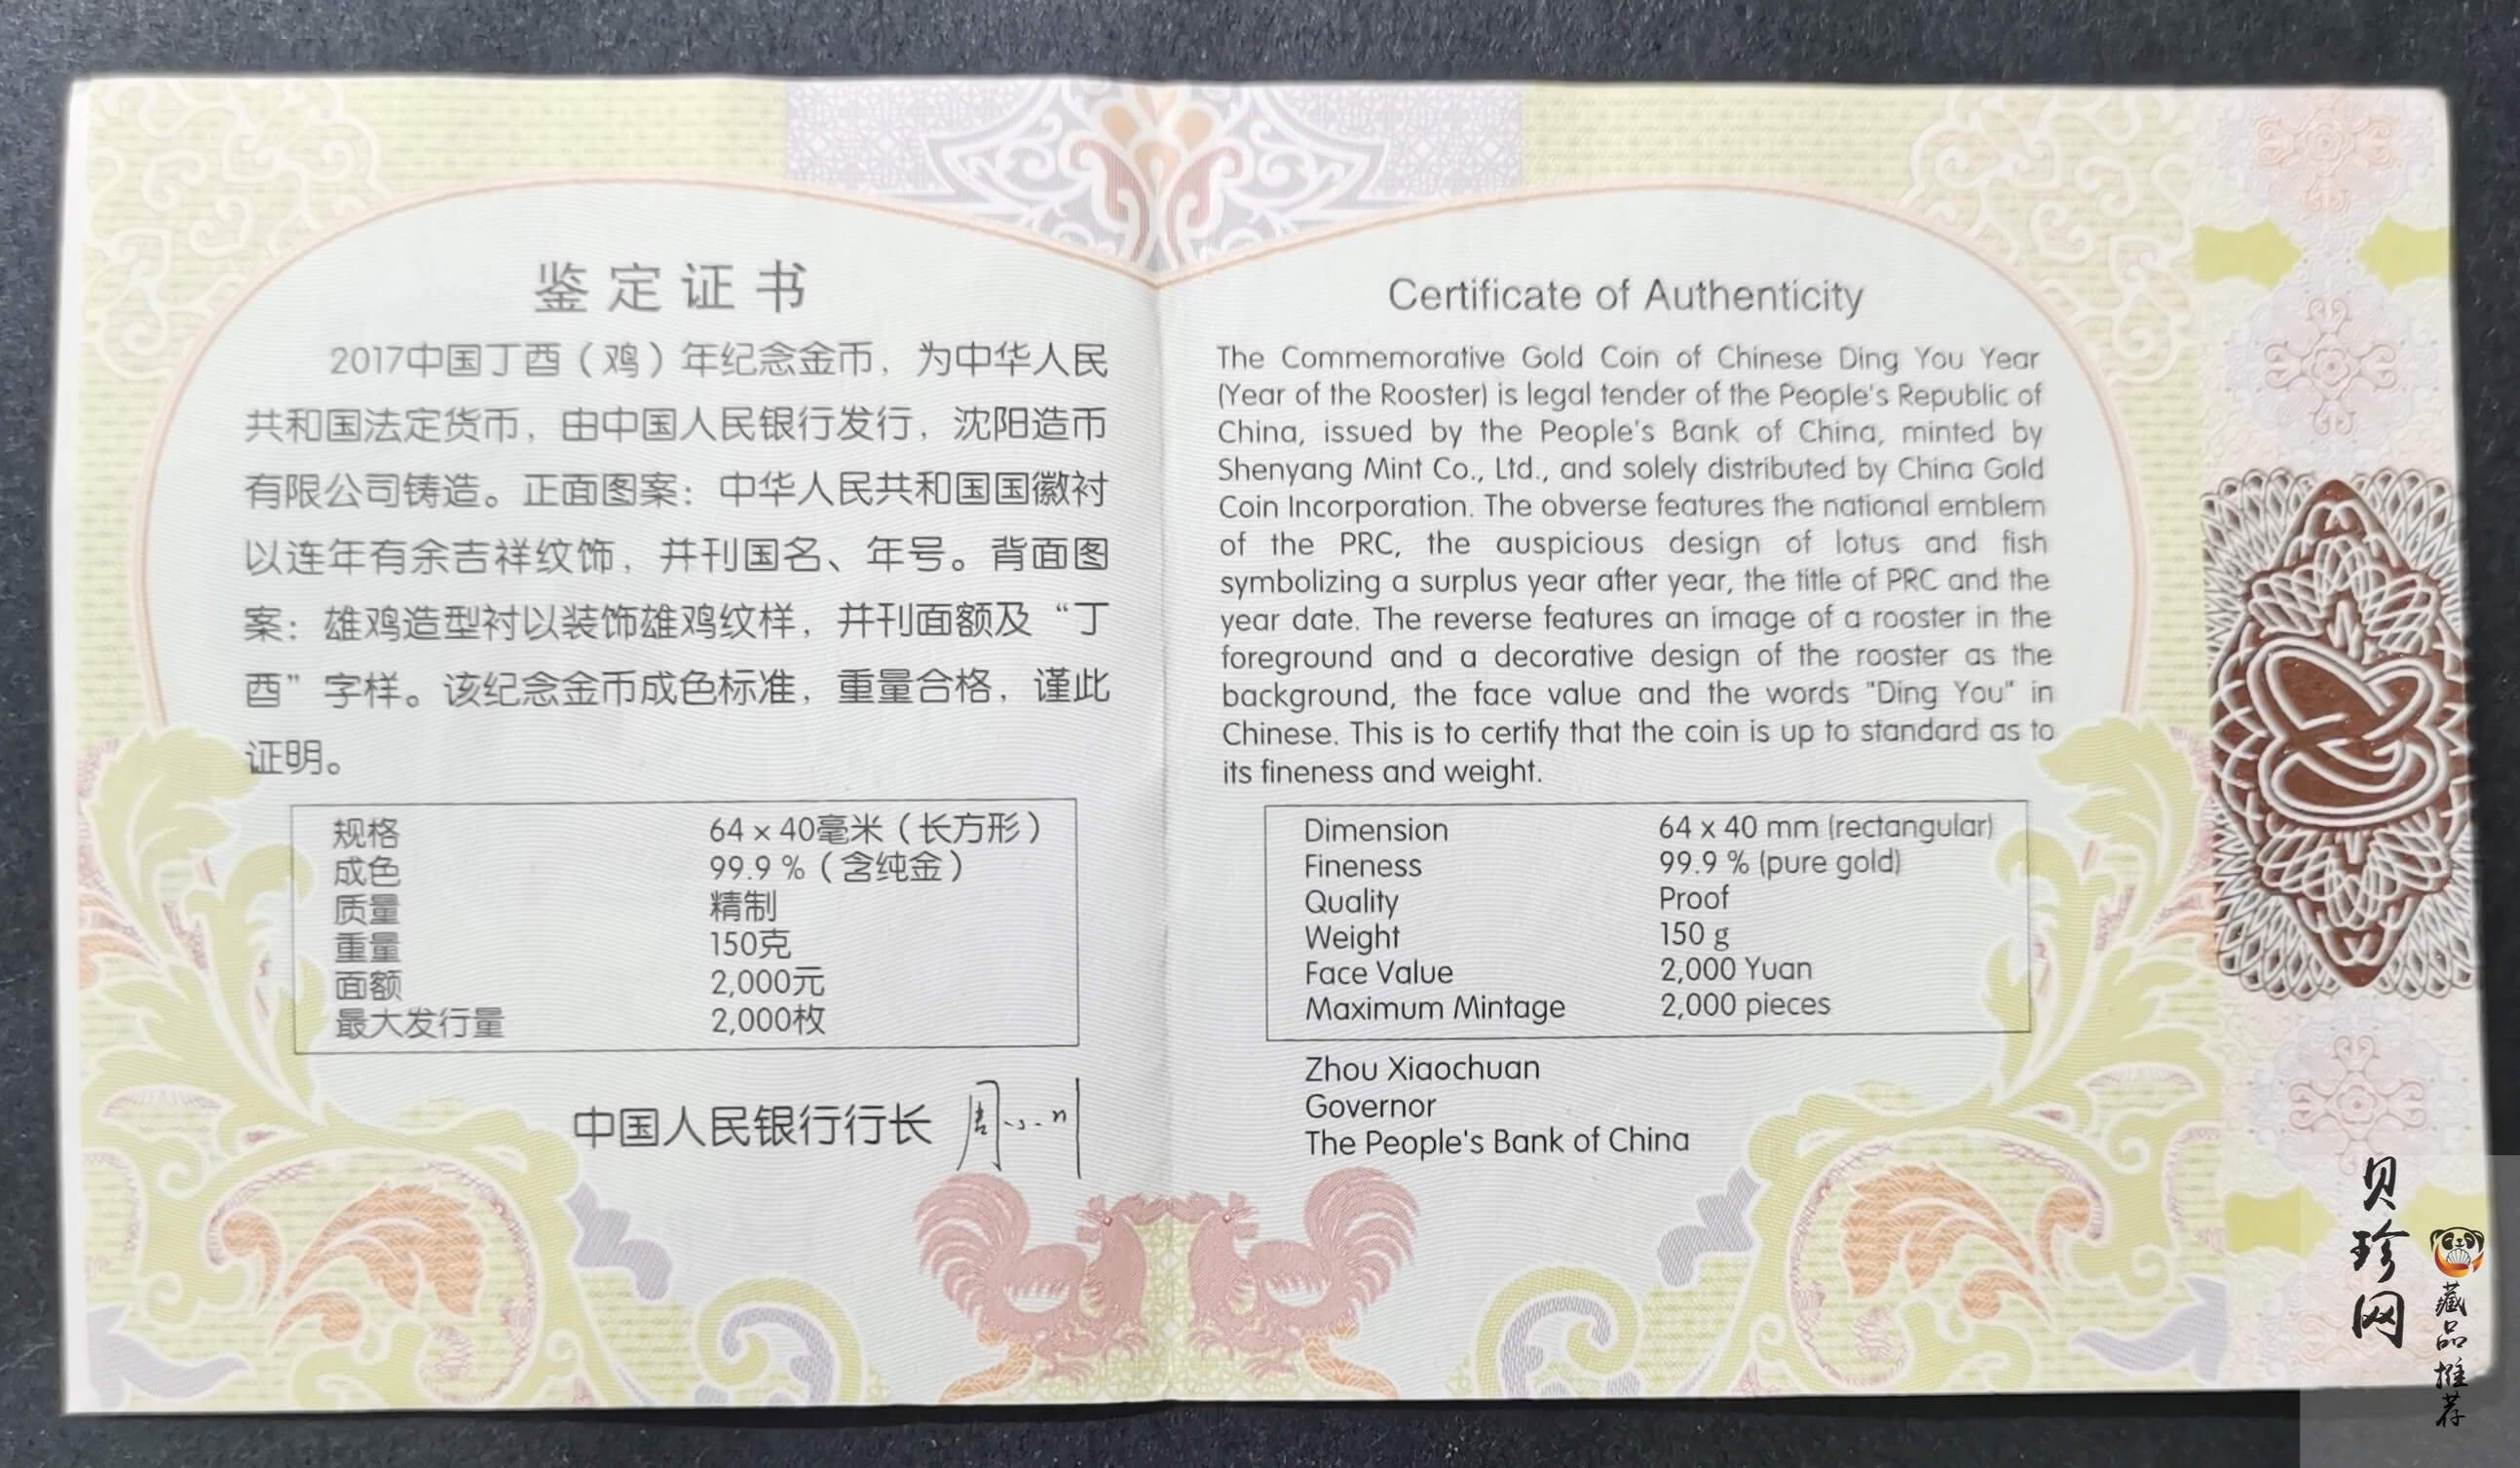 鉴定证书
2017中国丁酉（鸡）年纪念金币，为中华人民
共和国法定货币，由中国人民银行发行，沈阳造币
有限公司铸造。正面图案：中华人民共和国国徽衬
以连年有余吉祥纹饰，并刊国名、年号。背面图
案：雄鸡造型衬以装饰雄鸡纹样，并刊面额及“丁
酉”字样。该纪念金币成色标准，重量合格，谨此
证明。
规格 64 x 40毫米（长方形）
成色 99.9 %（含纯金）
质量 精制
重量 150克
面额 2,000元
最大发行量 2,000枚
中国人民银行行长 周小川
Certificate of Authenticity
The Commemorative Gold Coin of Chinese Ding You Year
(Year of the Rooster) is legal tender of the People's Republic of
China, issued by the People's Bank of China, minted by
Shenyang Mint Co., Ltd., and solely distributed by China Gold
Coin Incorporation. The obverse features the national emblem
of the PRC, the auspicious design of lotus and fish
symbolizing a surplus year after year, the title of PRC and the
year date. The reverse features an image of a rooster in the
foreground and a decorative design of the rooster as the
background, the face value and the words "Ding You" in
Chinese. This is to certify that the coin is up to standard as to
its fineness and weight.
Dimension 64 x 40 mm (rectangular)
Fineness 99.9 % (pure gold)
Quality Proof
Weight 150 g
Face Value 2,000 Yuan
Maximum Mintage 2,000 pieces
Zhou Xiaochuan
Governor
The People's Bank of China
贝珍网
藏品推荐